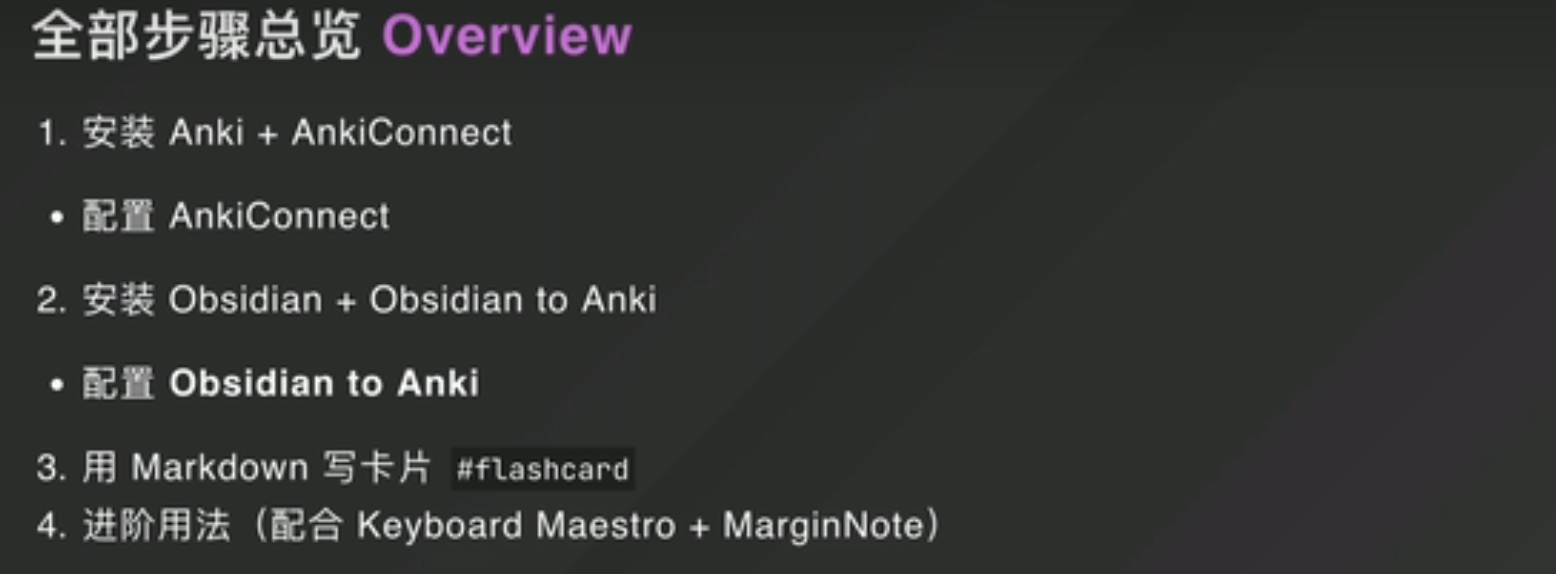 全部步骤总览 Overview
1. 安装 Anki + AnkiConnect
• 配置 AnkiConnect
2. 安装 Obsidian + Obsidian to Anki
• 配置 Obsidian to Anki
3. 用 Markdown 写卡片 #flashcard
4. 进阶用法（配合 Keyboard Maestro + MarginNote）